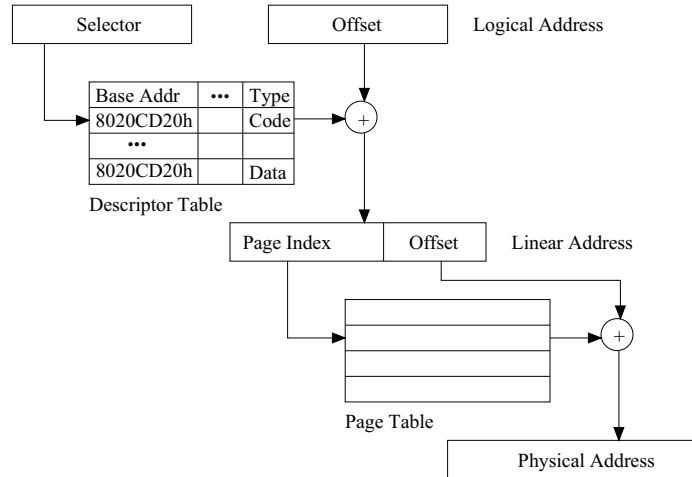 Selector
Offset
Logical Address
Base Addr ••• Type
8020CD20h Code
•••
8020CD20h Data
+
Descriptor Table
Page Index Offset
Linear Address
+
Page Table
Physical Address